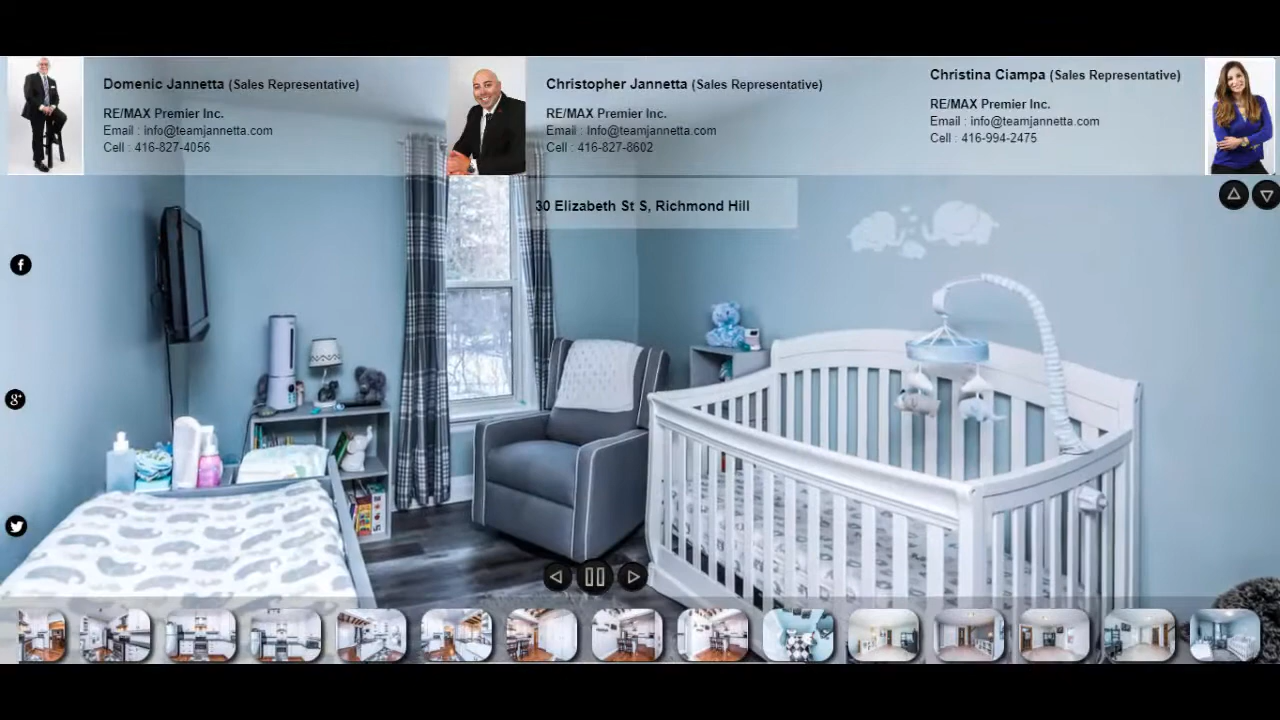 Domenic Jannetta (Sales Representative)
RE/MAX Premier Inc.
Email : info@teamjannetta.com
Cell : 416-827-4056
Christopher Jannetta (Sales Representative)
RE/MAX Premier Inc.
Email : Info@teamjannetta.com
Cell : 416-827-8602
Christina Ciampa (Sales Representative)
RE/MAX Premier Inc.
Email : info@teamjannetta.com
Cell : 416-994-2475
30 Elizabeth St S, Richmond Hill